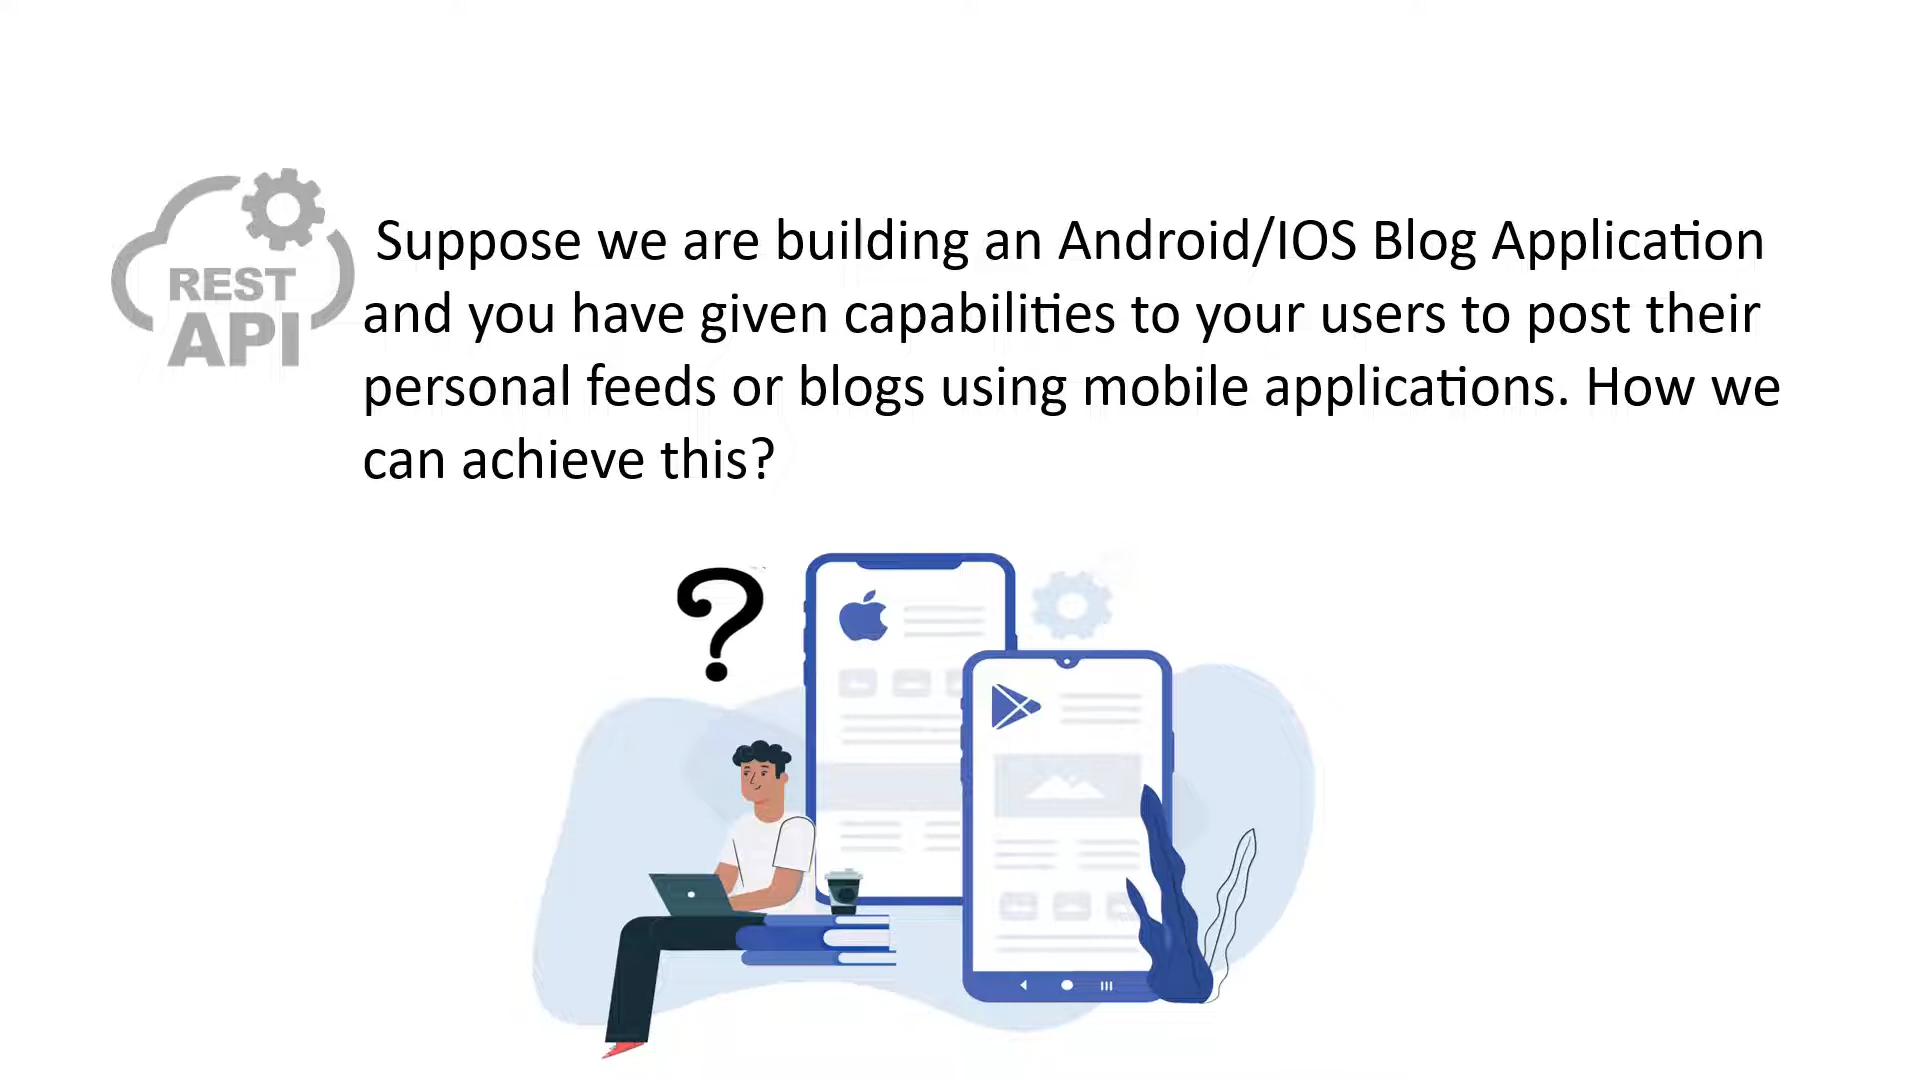 REST
API
Suppose we are building an Android/IOS Blog Application
and you have given capabilities to your users to post their
personal feeds or blogs using mobile applications. How we
can achieve this?
?